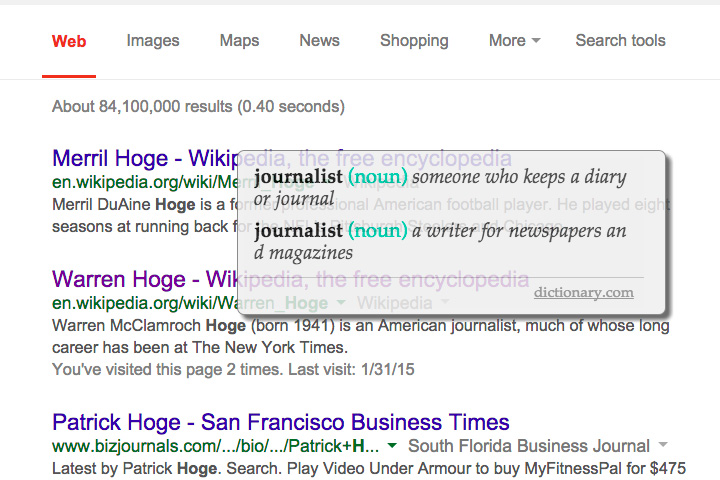 Web Images Maps News Shopping More Search tools
About 84,100,000 results (0.40 seconds)
Merril Hoge - Wikipedia, the free encyclopedia
en.wikipedia.org/wiki/Merril_Hoge Wikipedia
Merril DuAine Hoge is a former professional American football player. He played eight
seasons at running back for the NFL's Pittsburgh Steelers and Chicago
journalist (noun) someone who keeps a diary
or journal
journalist (noun) a writer for newspapers an
d magazines
dictionary.com
Warren Hoge - Wikipedia, the free encyclopedia
en.wikipedia.org/wiki/Warren_Hoge Wikipedia
Warren McClamroch Hoge (born 1941) is an American journalist, much of whose long
career has been at The New York Times.
You've visited this page 2 times. Last visit: 1/31/15
Patrick Hoge - San Francisco Business Times
www.bizjournals.com/.../bio/.../Patrick+H... South Florida Business Journal
Latest by Patrick Hoge. Search. Play Video Under Armour to buy MyFitnessPal for $475